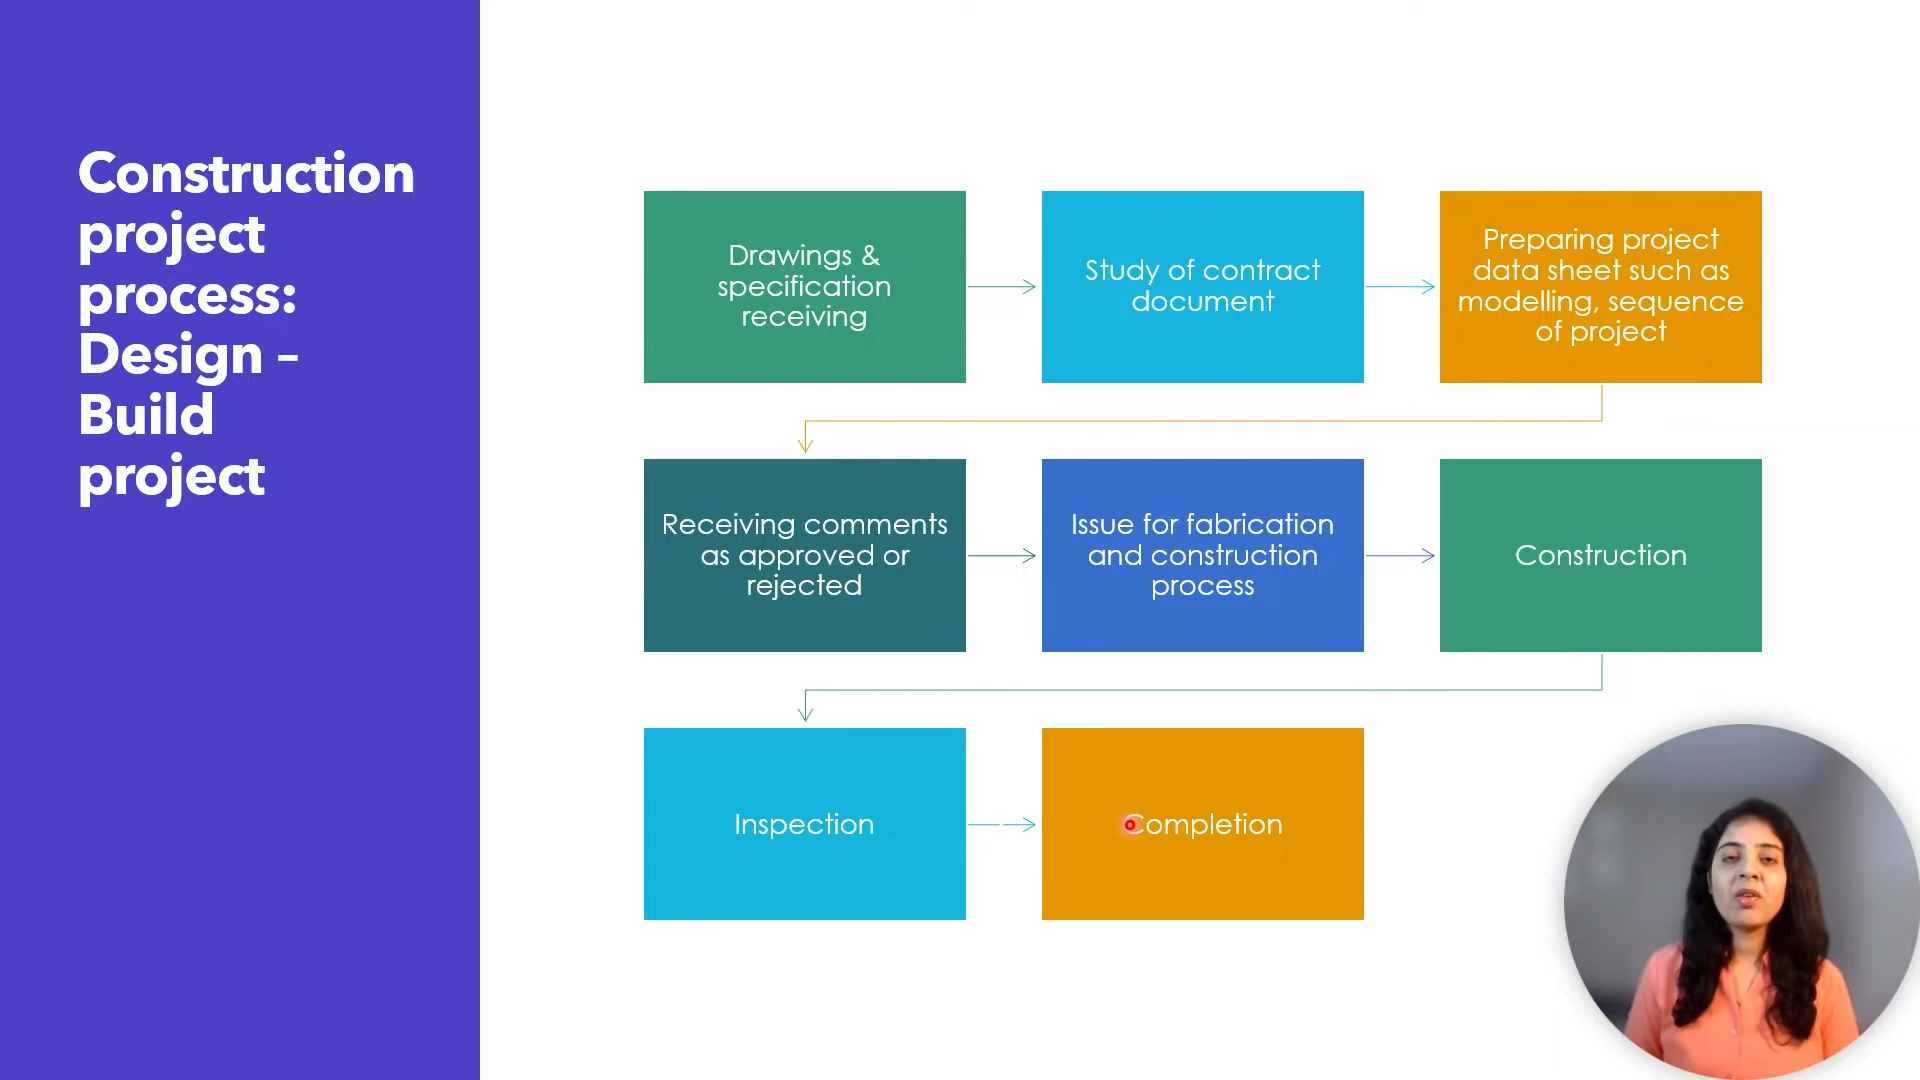 Construction
project
process:
Design –
Build
project
Drawings &
specification
receiving
Study of contract
document
Preparing project
data sheet such as
modelling, sequence
of project
Receiving comments
as approved or
rejected
Issue for fabrication
and construction
process
Construction
Inspection
Completion